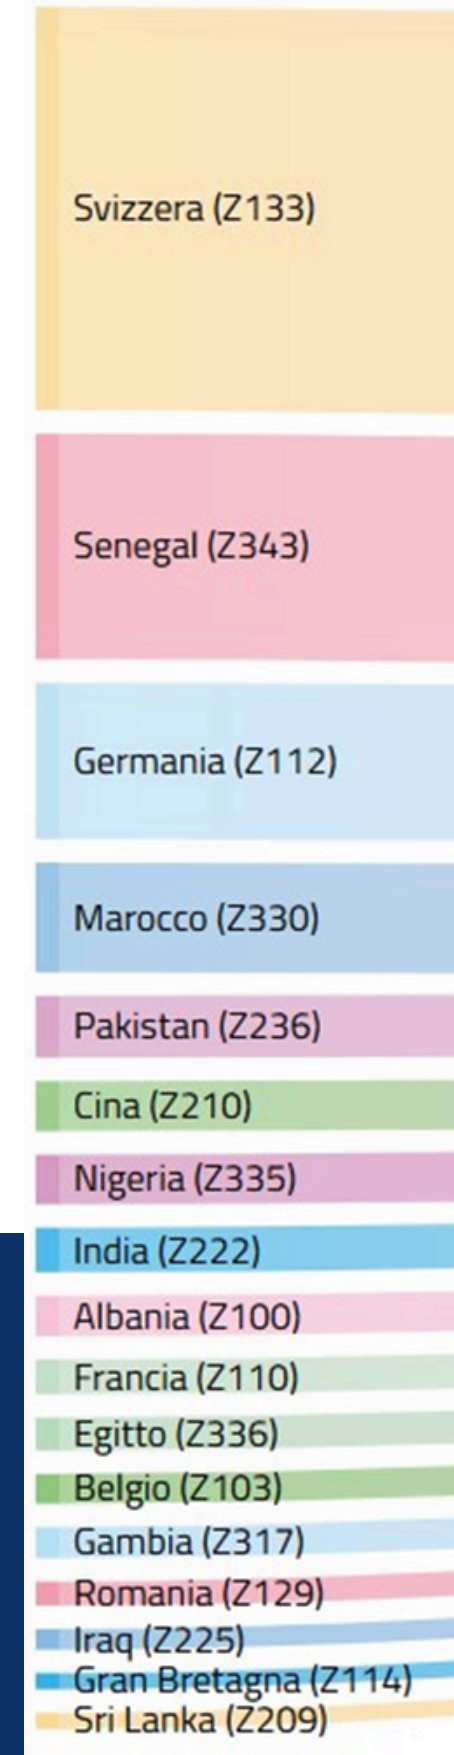 Svizzera (Z133)
Senegal (Z343)
Germania (Z112)
Marocco (Z330)
Pakistan (Z236)
Cina (Z210)
Nigeria (Z335)
India (Z222)
Albania (Z100)
Francia (Z110)
Egitto (Z336)
Belgio (Z103)
Gambia (Z317)
Romania (Z129)
Iraq (Z225)
Gran Bretagna (Z114)
Sri Lanka (Z209)